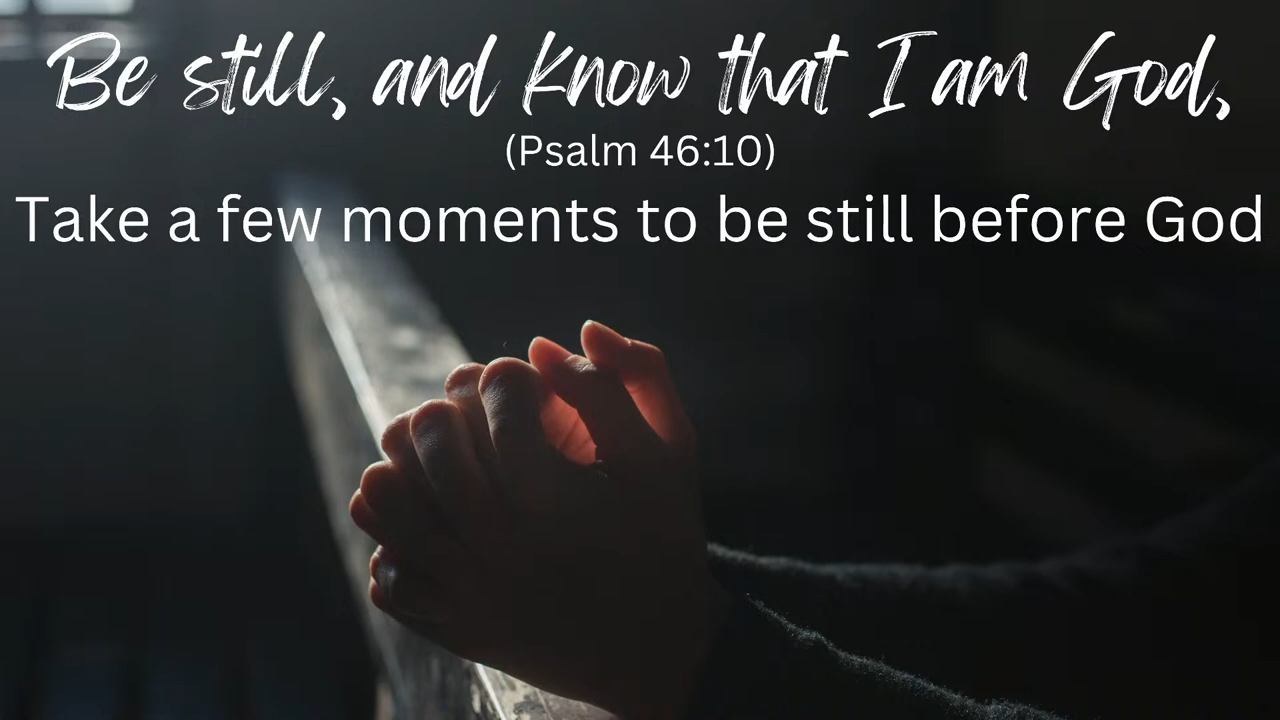 Be still, and know that I am God,
(Psalm 46:10)
Take a few moments to be still before God